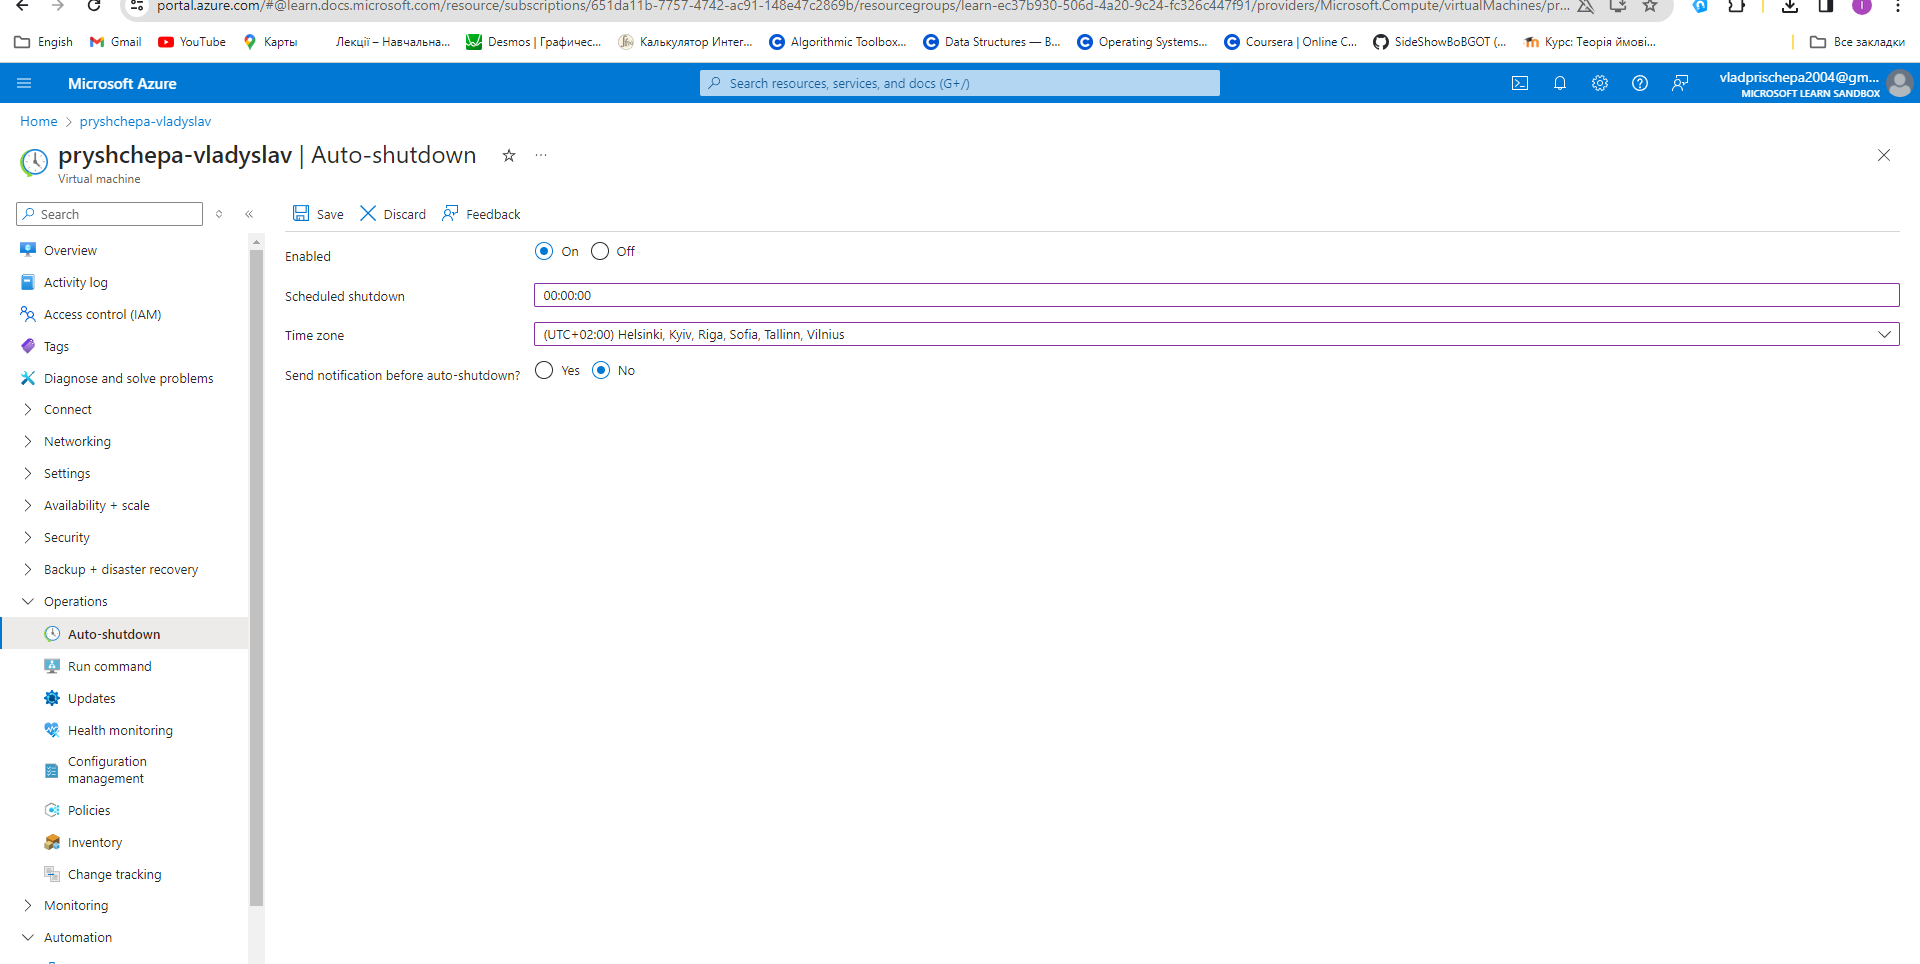 portal.azure.com/#@learn.docs.microsoft.com/resource/subscriptions/651da11b-7757-4742-ac91-148e47c2869b/resourcegroups/learn-ec37b930-506d-4a20-9c24-fc326c447f91/providers/Microsoft.Compute/virtualMachines/pr...
Engish Gmail YouTube Карты Лекції – Навчальна... Desmos | Графичес... Калькулятор Интег... Algorithmic Toolbox... Data Structures — В... Operating Systems... Coursera | Online C... SideShowBoBGOT (... Курс: Теорія ймові... Все закладки
Microsoft Azure
Search resources, services, and docs (G+/)
vladprischepa2004@gm...
MICROSOFT LEARN SANDBOX
Home > pryshchepa-vladyslav
pryshchepa-vladyslav | Auto-shutdown ...
Virtual machine
Search
Save Discard Feedback
Overview
Activity log
Access control (IAM)
Tags
Diagnose and solve problems
Connect
Networking
Settings
Availability + scale
Security
Backup + disaster recovery
Operations
Auto-shutdown
Run command
Updates
Health monitoring
Configuration
management
Policies
Inventory
Change tracking
Monitoring
Automation
Enabled On Off
Scheduled shutdown 00:00:00
Time zone (UTC+02:00) Helsinki, Kyiv, Riga, Sofia, Tallinn, Vilnius
Send notification before auto-shutdown? Yes No